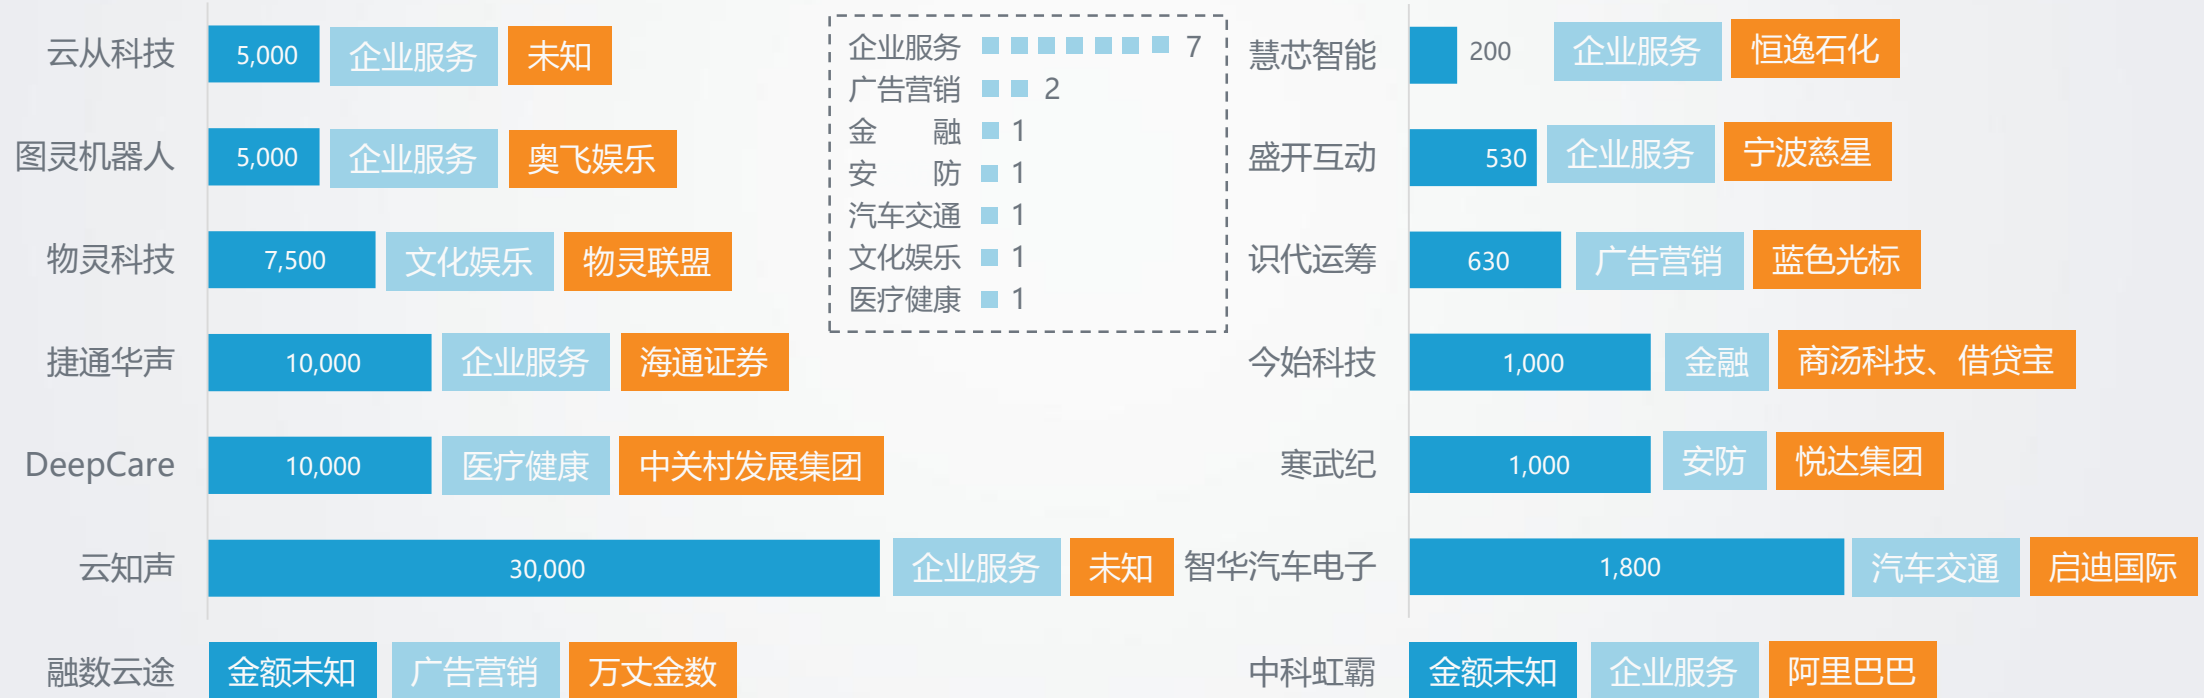 云从科技 5,000 企业服务 未知
图灵机器人 5,000 企业服务 奥飞娱乐
物灵科技 7,500 文化娱乐 物灵联盟
捷通华声 10,000 企业服务 海通证券
DeepCare 10,000 医疗健康 中关村发展集团
云知声 30,000 企业服务 未知
融数云途 金额未知 广告营销 万丈金数
企业服务 7
广告营销 2
金融 1
安防 1
汽车交通 1
文化娱乐 1
医疗健康 1
慧芯智能 200 企业服务 恒逸石化
盛开互动 530 企业服务 宁波慈星
识代运筹 630 广告营销 蓝色光标
今始科技 1,000 金融 商汤科技、借贷宝
寒武纪 1,000 安防 悦达集团
智华汽车电子 1,800 汽车交通 启迪国际
中科虹霸 金额未知 企业服务 阿里巴巴